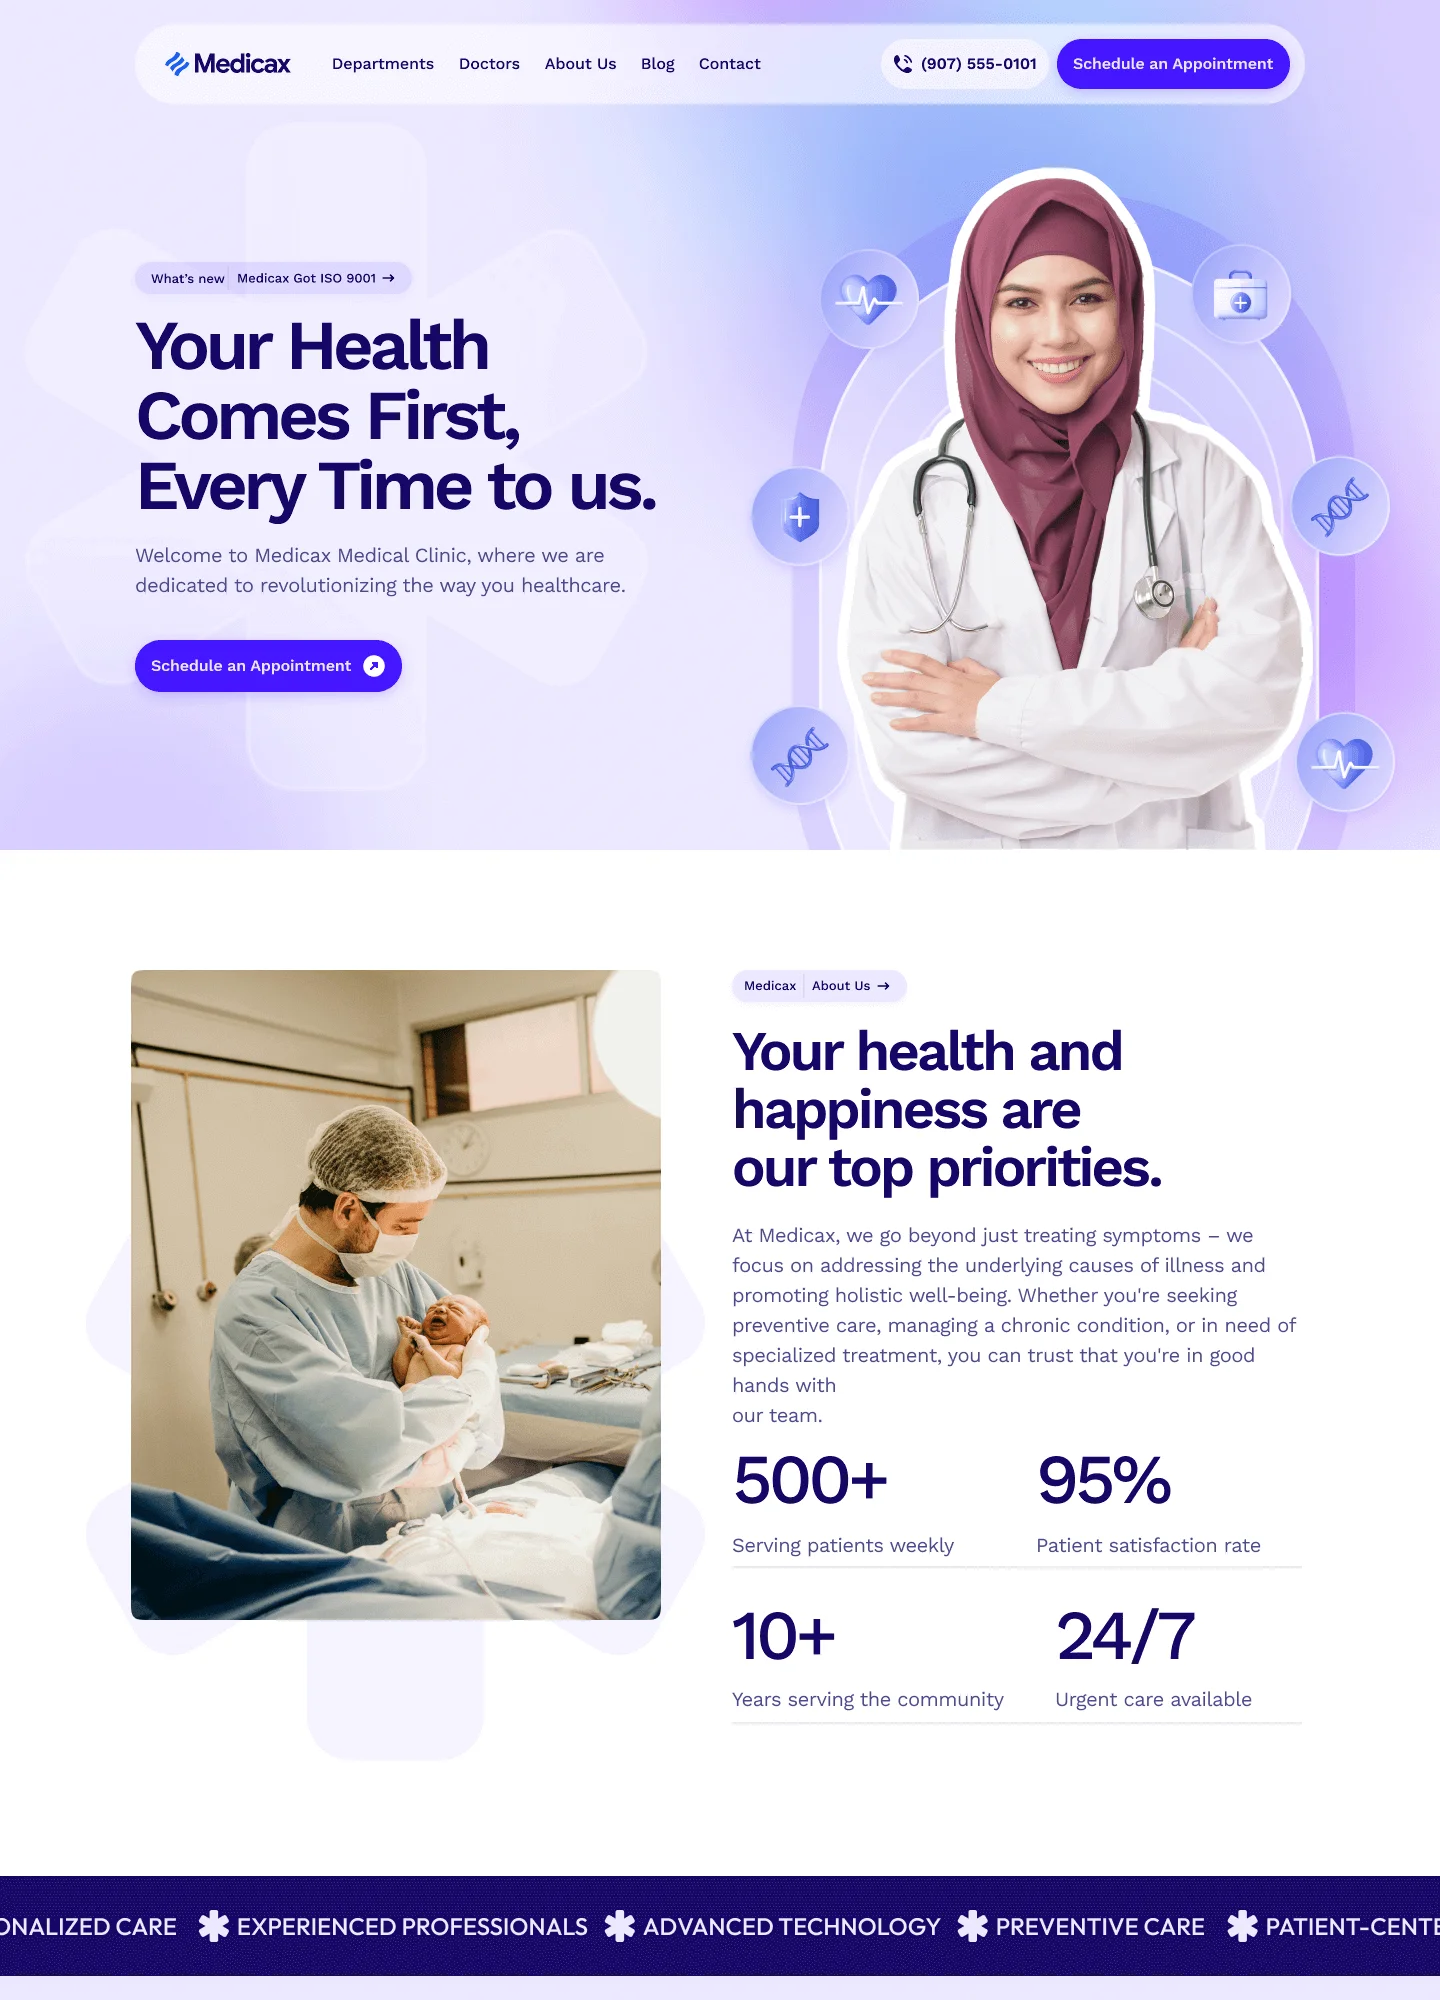 Medicax Departments Doctors About Us Blog Contact (907) 555-0101 Schedule an Appointment
What's new Medicax Got ISO 9001 →
Your Health
Comes First,
Every Time to us.
Welcome to Medicax Medical Clinic, where we are
dedicated to revolutionizing the way you healthcare.
Schedule an Appointment
Medicax About Us →
Your health and
happiness are
our top priorities.
At Medicax, we go beyond just treating symptoms – we
focus on addressing the underlying causes of illness and
promoting holistic well-being. Whether you're seeking
preventive care, managing a chronic condition, or in need of
specialized treatment, you can trust that you're in good
hands with
our team.
500+ 95%
Serving patients weekly Patient satisfaction rate
10+ 24/7
Years serving the community Urgent care available
ONALIZED CARE EXPERIENCED PROFESSIONALS ADVANCED TECHNOLOGY PREVENTIVE CARE PATIENT-CENTE